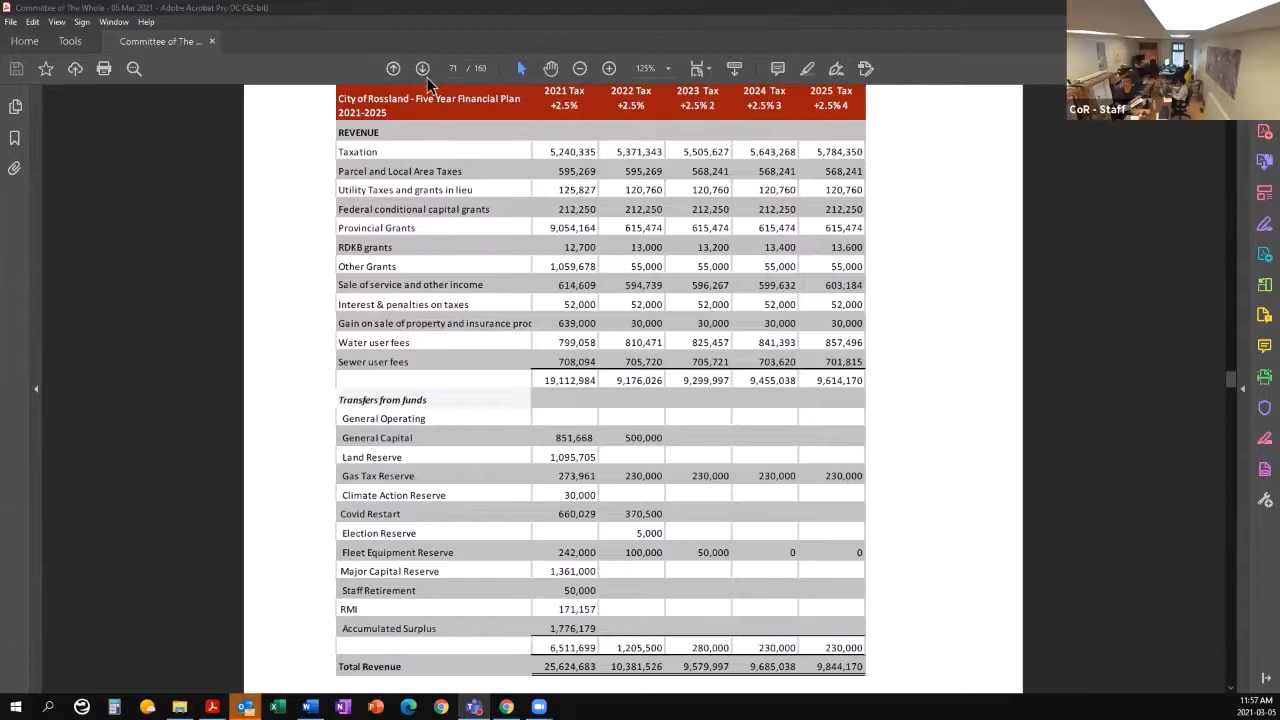 Committee Of The Whole - 05 Mar 2021 - Adobe Acrobat Pro DC (32-bit)
File Edit View Sign Window Help
Home Tools Committee of The ... ×
71 / 160 125%
CoR - Staff
City of Rossland - Five Year Financial Plan 2021 Tax 2022 Tax 2023 Tax 2024 Tax 2025 Tax
2021-2025 +2.5% +2.5% +2.5% 2 +2.5% 3 +2.5% 4
REVENUE
Taxation 5,240,335 5,371,343 5,505,627 5,643,268 5,784,350
Parcel and Local Area Taxes 595,269 595,269 568,241 568,241 568,241
Utility Taxes and grants in lieu 125,827 120,760 120,760 120,760 120,760
Federal conditional capital grants 212,250 212,250 212,250 212,250 212,250
Provincial Grants 9,054,164 615,474 615,474 615,474 615,474
RDKB grants 12,700 13,000 13,200 13,400 13,600
Other Grants 1,059,678 55,000 55,000 55,000 55,000
Sale of service and other income 614,609 594,739 596,267 599,632 603,184
Interest & penalties on taxes 52,000 52,000 52,000 52,000 52,000
Gain on sale of property and insurance proc 639,000 30,000 30,000 30,000 30,000
Water user fees 799,058 810,471 825,457 841,393 857,496
Sewer user fees 708,094 705,720 705,721 703,620 701,815
19,112,984 9,176,026 9,299,997 9,455,038 9,614,170
Transfers from funds
General Operating
General Capital 851,668 500,000
Land Reserve 1,095,705
Gas Tax Reserve 273,961 230,000 230,000 230,000 230,000
Climate Action Reserve 30,000
Covid Restart 660,029 370,500
Election Reserve 5,000
Fleet Equipment Reserve 242,000 100,000 50,000 0 0
Major Capital Reserve 1,361,000
Staff Retirement 50,000
RMI 171,157
Accumulated Surplus 1,776,179
6,511,699 1,205,500 280,000 230,000 230,000
Total Revenue 25,624,683 10,381,526 9,579,997 9,685,038 9,844,170
11:57 AM
2021-03-05